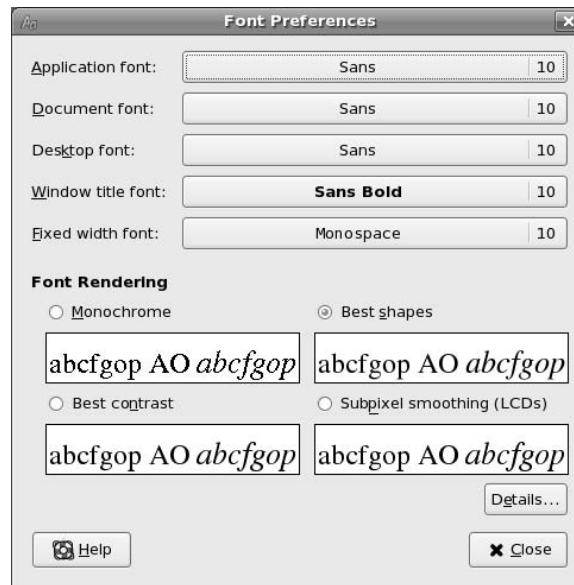 Font Preferences
Application font: Sans 10
Document font: Sans 10
Desktop font: Sans 10
Window title font: Sans Bold 10
Fixed width font: Monospace 10
Font Rendering
Monochrome Best shapes
abcfgop AO abcfgop abcfgop AO abcfgop
Best contrast Subpixel smoothing (LCDs)
abcfgop AO abcfgop abcfgop AO abcfgop
Details...
Help Close